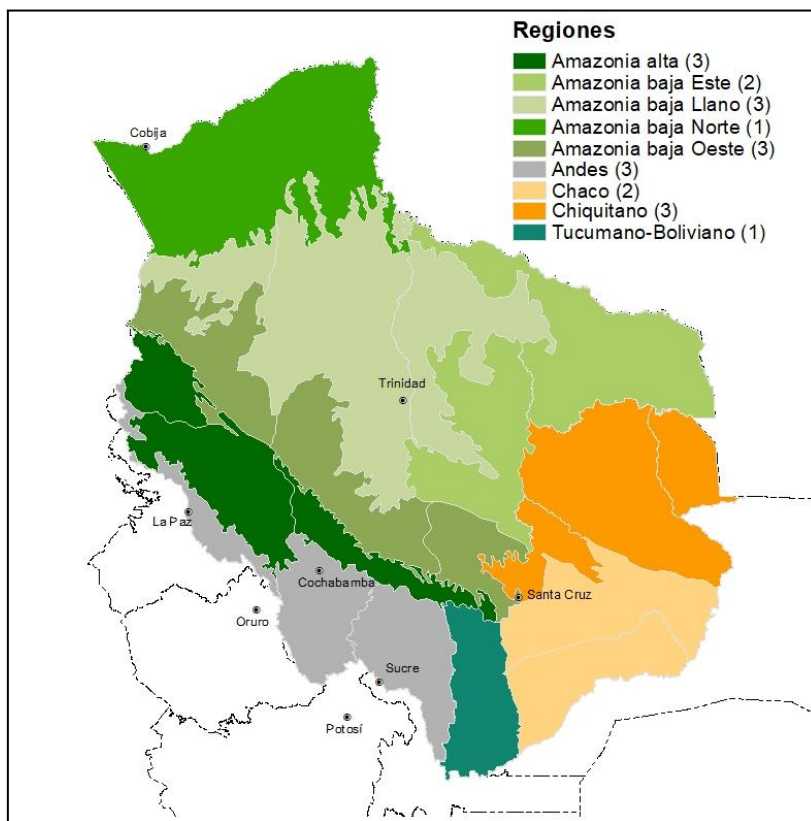 Regiones
Amazonia alta (3)
Amazonia baja Este (2)
Amazonia baja Llano (3)
Amazonia baja Norte (1)
Amazonia baja Oeste (3)
Andes (3)
Chaco (2)
Chiquitano (3)
Tucumano-Boliviano (1)
Cobija
Trinidad
La Paz
Cochabamba
Santa Cruz
Oruro
Sucre
Potosí